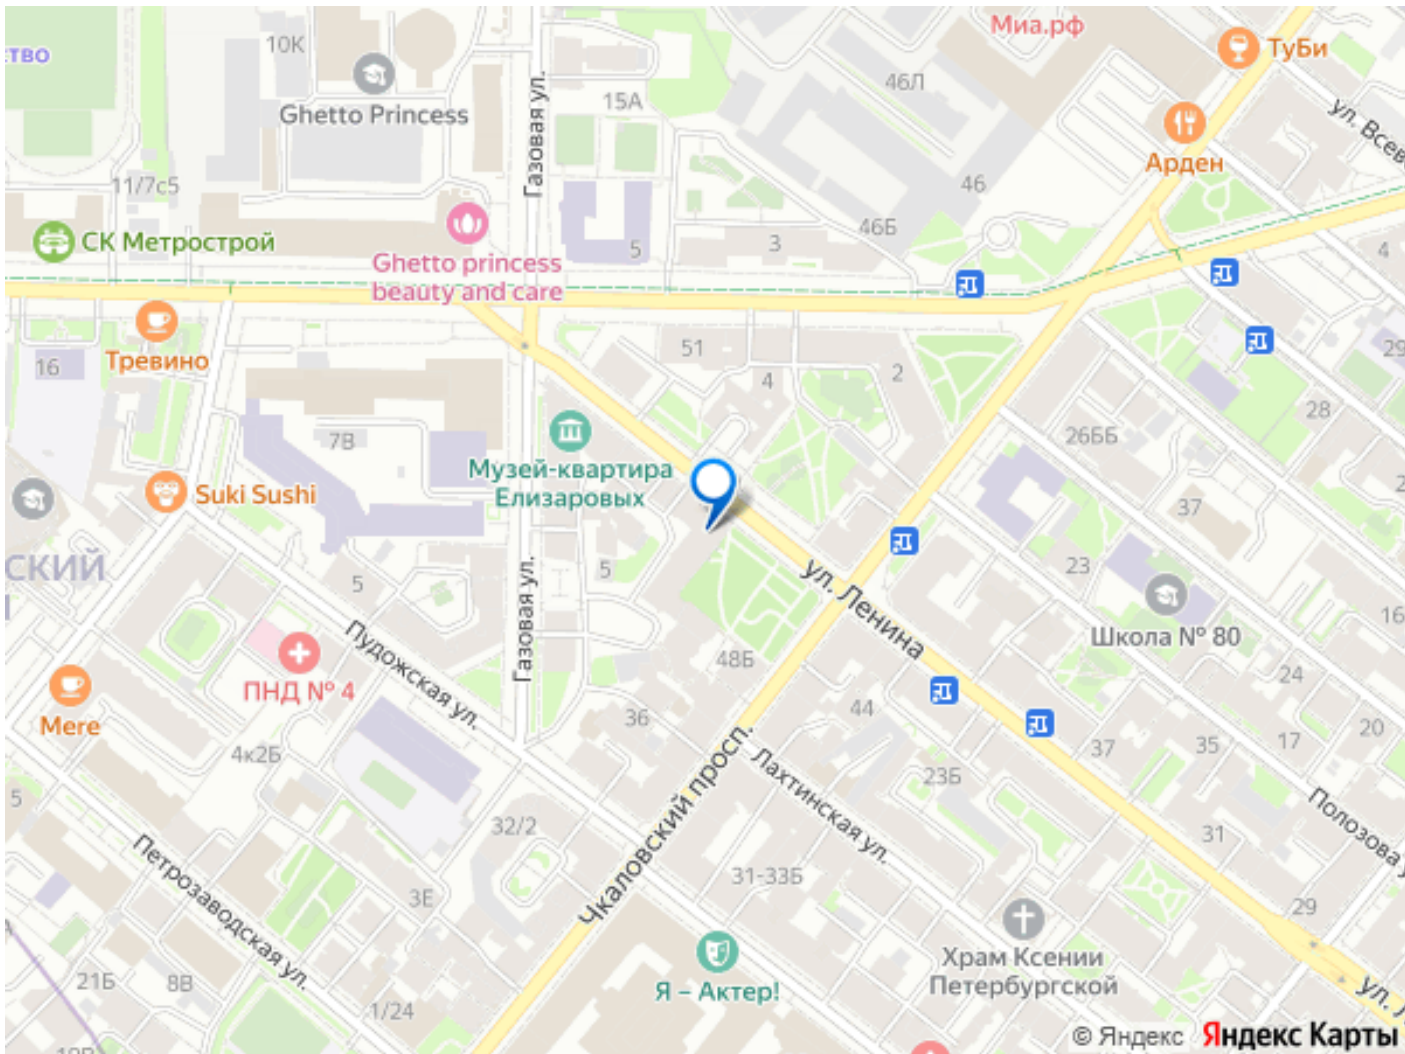 Миа.рф
ТуБи
10К
тво
46Л
Ghetto Princess
15А
Газовая ул.
ул. Всев
Арден
11/7с5
46
46Б
СК Метрострой
5
3
4
Ghetto princess
beauty and care
51
2
4
16
Тревино
29
28
26ББ
7В
Музей-квартира
Елизаровых
Suki Sushi
37
2
СКИЙ
5
5
23
ул. Ленина
Газовая ул.
16
Школа № 80
Пудожская ул.
48Б
24
ПНД № 4
Mere
36
44
20
17
35
37
4к2Б
23Б
Чкаловский просп.
Лахтинская ул.
5
Полозова у
32/2
31
Петрозаводская ул.
31-33Б
3Е
29
Храм Ксении
Петербургской
21Б
8В
Я – Актер!
1/24
ул. Л
© Яндекс Яндекс Карты